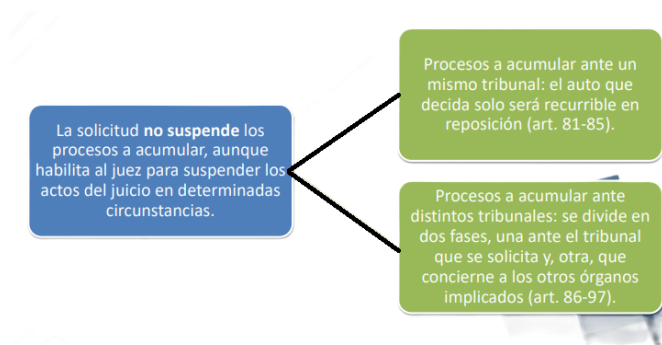 La solicitud no suspende los
procesos a acumular, aunque
habilita al juez para suspender los
actos del juicio en determinadas
circunstancias.
Procesos a acumular ante un
mismo tribunal: el auto que
decida solo será recurrible en
reposición (art. 81-85).
Procesos a acumular ante
distintos tribunales: se divide en
dos fases, una ante el tribunal
que se solicita y, otra, que
concierne a los otros órganos
implicados (art. 86-97).